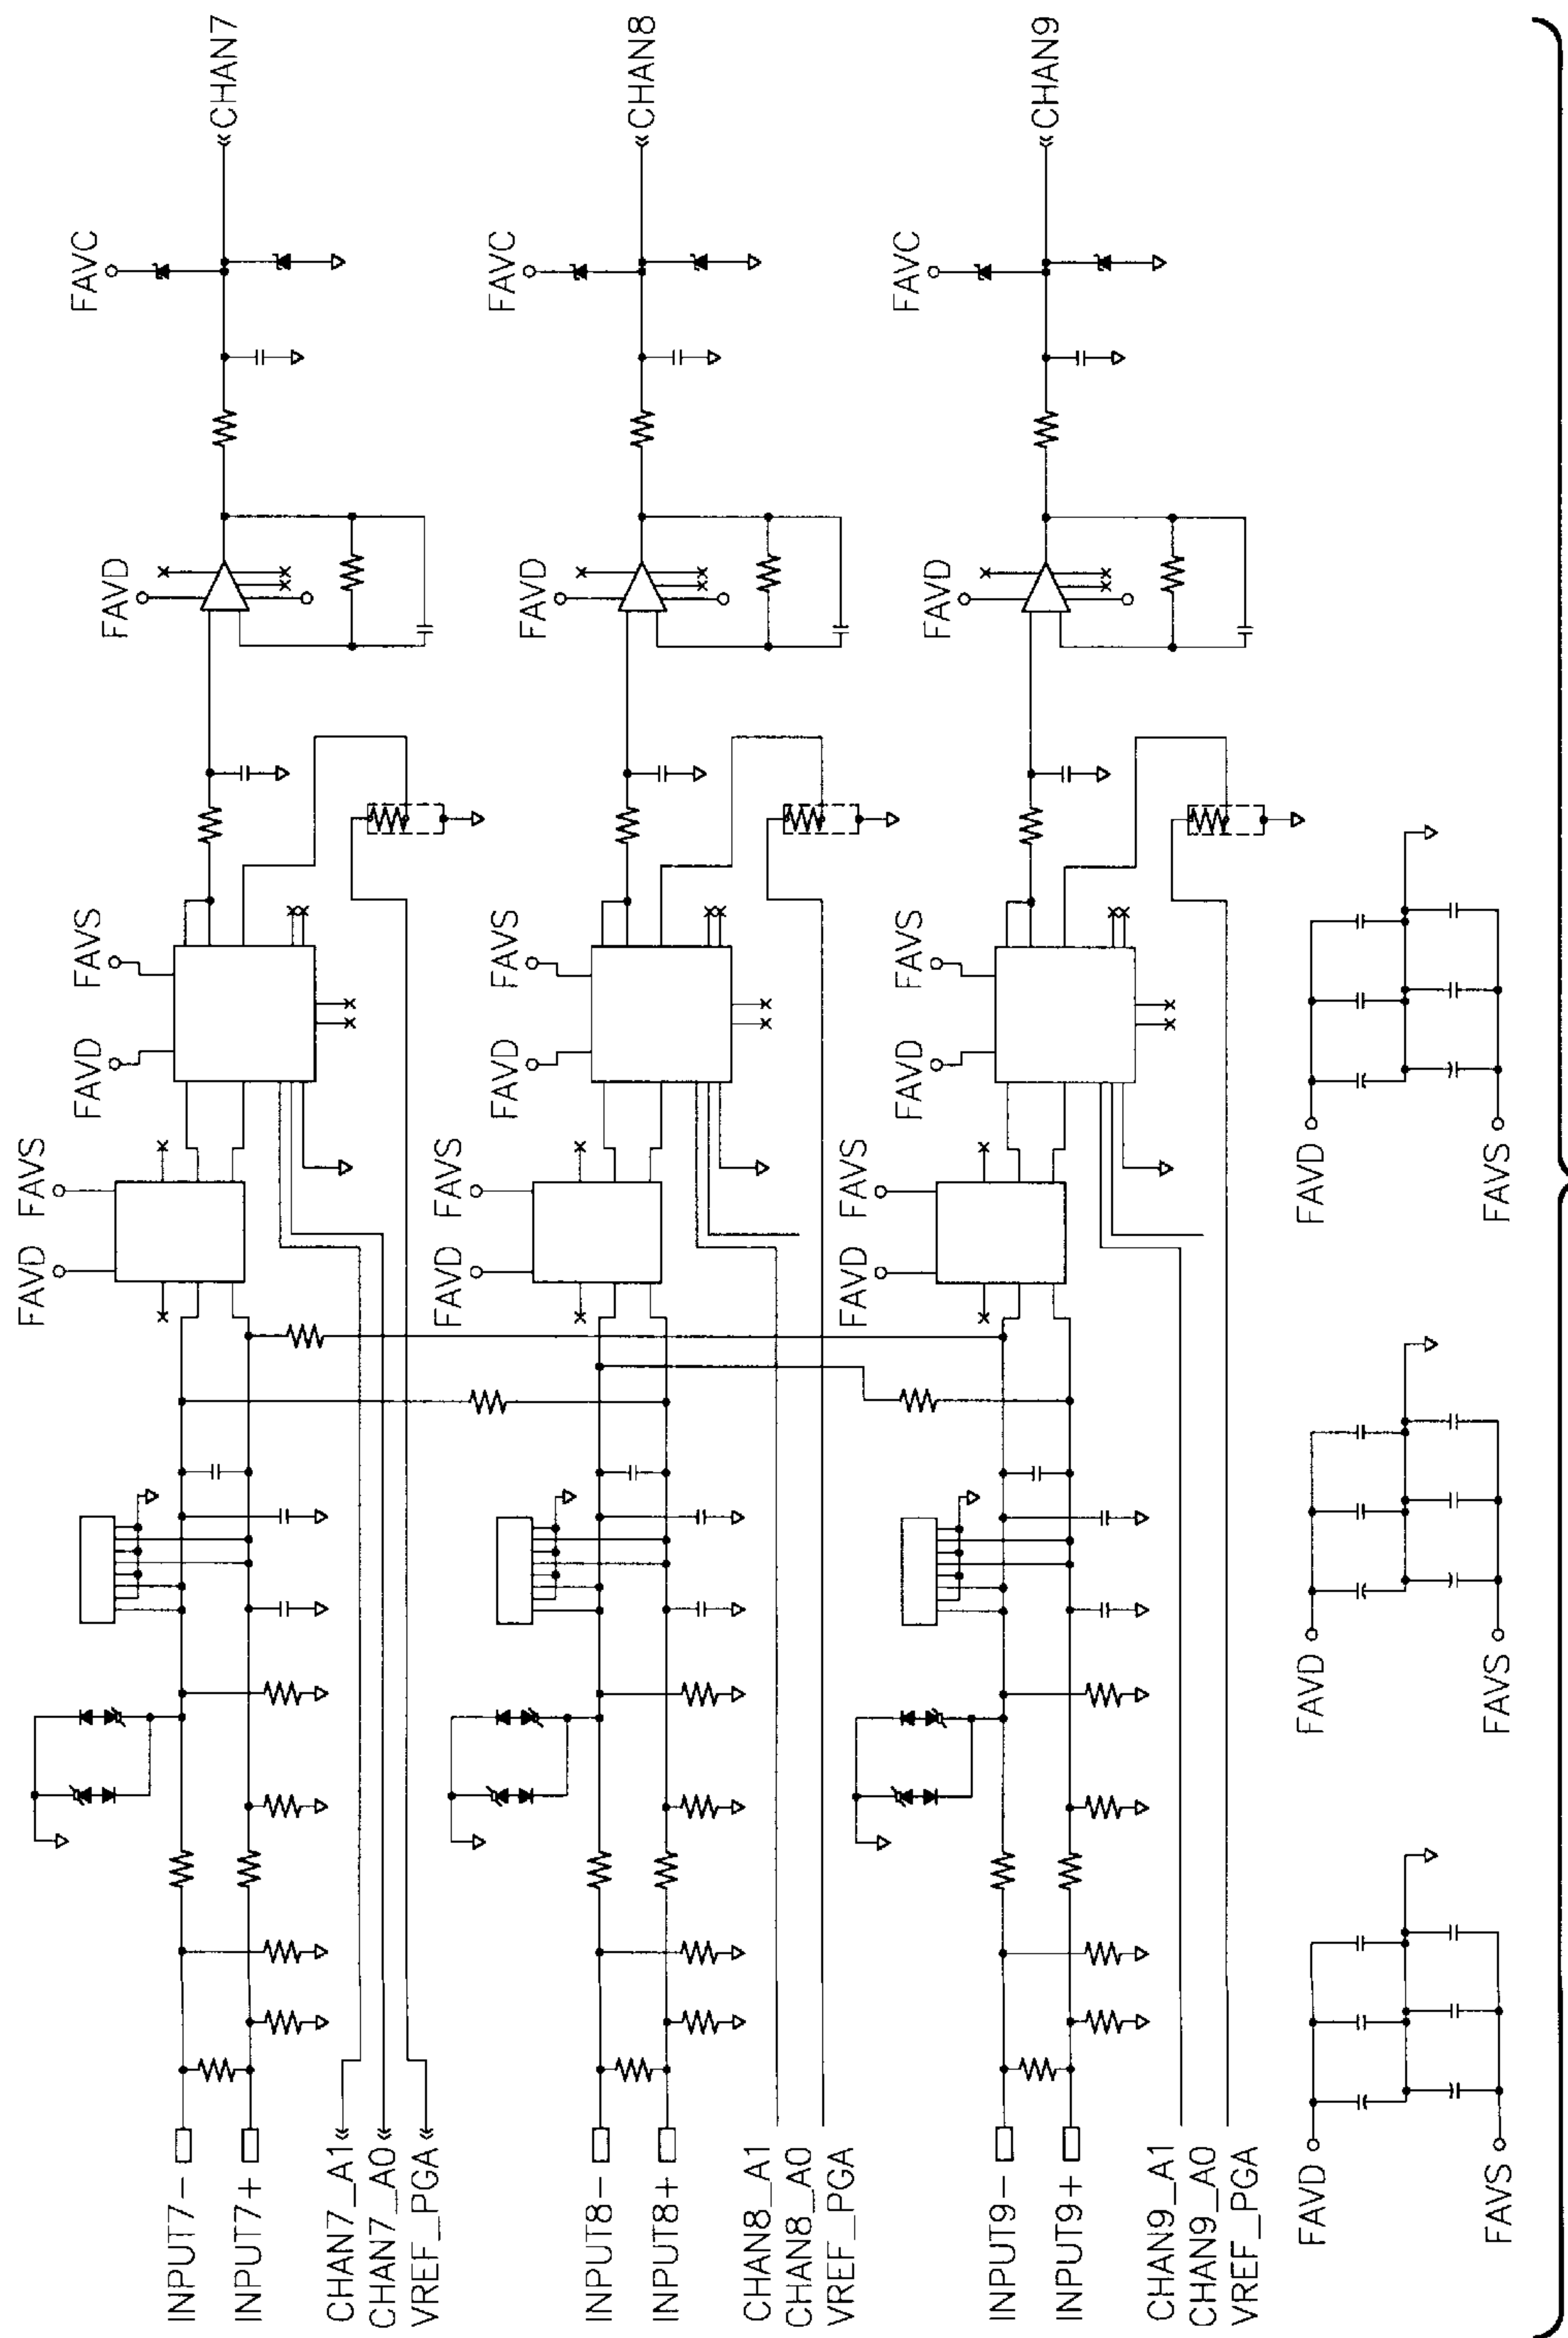 FAVC
CHAN7
FAVD
FAVD
FAVS
FAVD
FAVS
INPUT7-
INPUT7+
CHAN7_A1
CHAN7_A0
VREF_PGA
FAVC
CHAN8
FAVD
FAVD
FAVS
FAVD
FAVS
INPUT8-
INPUT8+
CHAN8_A1
CHAN8_A0
VREF_PGA
FAVC
CHAN9
FAVD
FAVD
FAVS
FAVD
FAVS
INPUT9-
INPUT9+
CHAN9_A1
CHAN9_A0
VREF_PGA
FAVD
FAVD
FAVD
FAVS
FAVS
FAVS